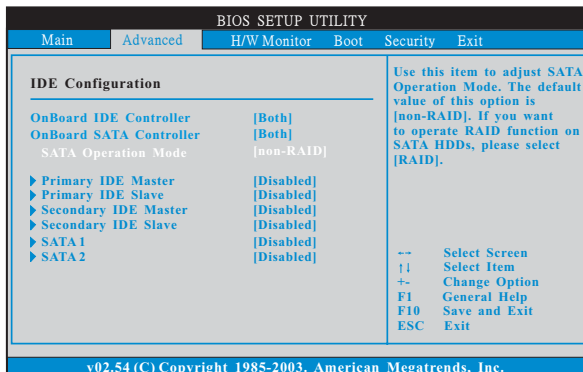 BIOS SETUP UTILITY
Main Advanced H/W Monitor Boot Security Exit
IDE Configuration
OnBoard IDE Controller [Both]
OnBoard SATA Controller [Both]
SATA Operation Mode [non-RAID]
Primary IDE Master [Disabled]
Primary IDE Slave [Disabled]
Secondary IDE Master [Disabled]
Secondary IDE Slave [Disabled]
SATA1 [Disabled]
SATA2 [Disabled]
Use this item to adjust SATA
Operation Mode. The default
value of this option is
[non-RAID]. If you want
to operate RAID function on
SATA HDDs, please select
[RAID].
←→ Select Screen
↑↓ Select Item
+- Change Option
F1 General Help
F10 Save and Exit
ESC Exit
v02.54 (C) Copyright 1985-2003, American Megatrends, Inc.